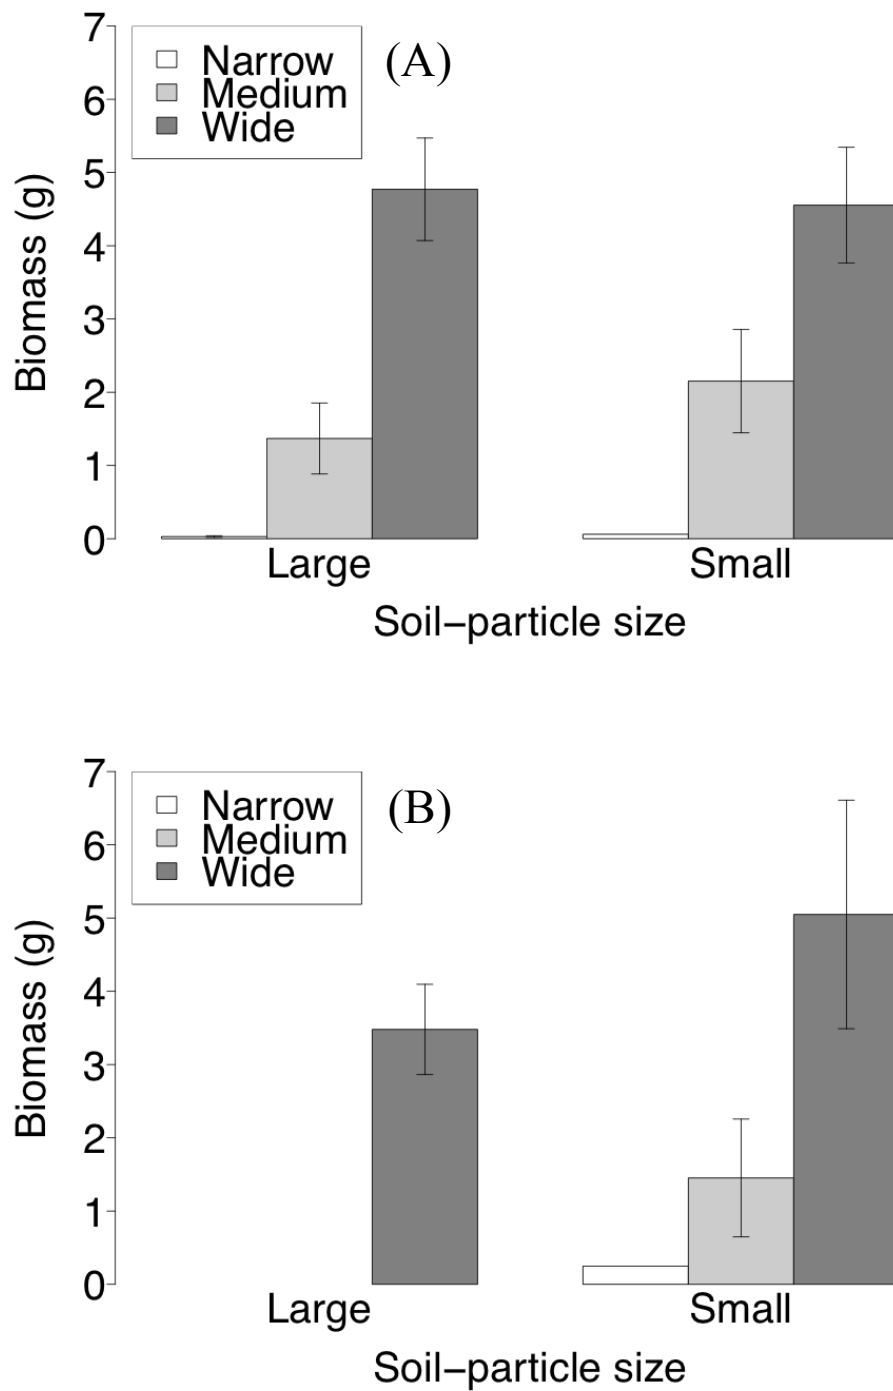 7
6
5
4
3
2
1
0
Biomass (g)
Narrow
Medium
Wide
(A)
Large
Small
Soil−particle size
7
6
5
4
3
2
1
0
Biomass (g)
Narrow
Medium
Wide
(B)
Large
Small
Soil−particle size